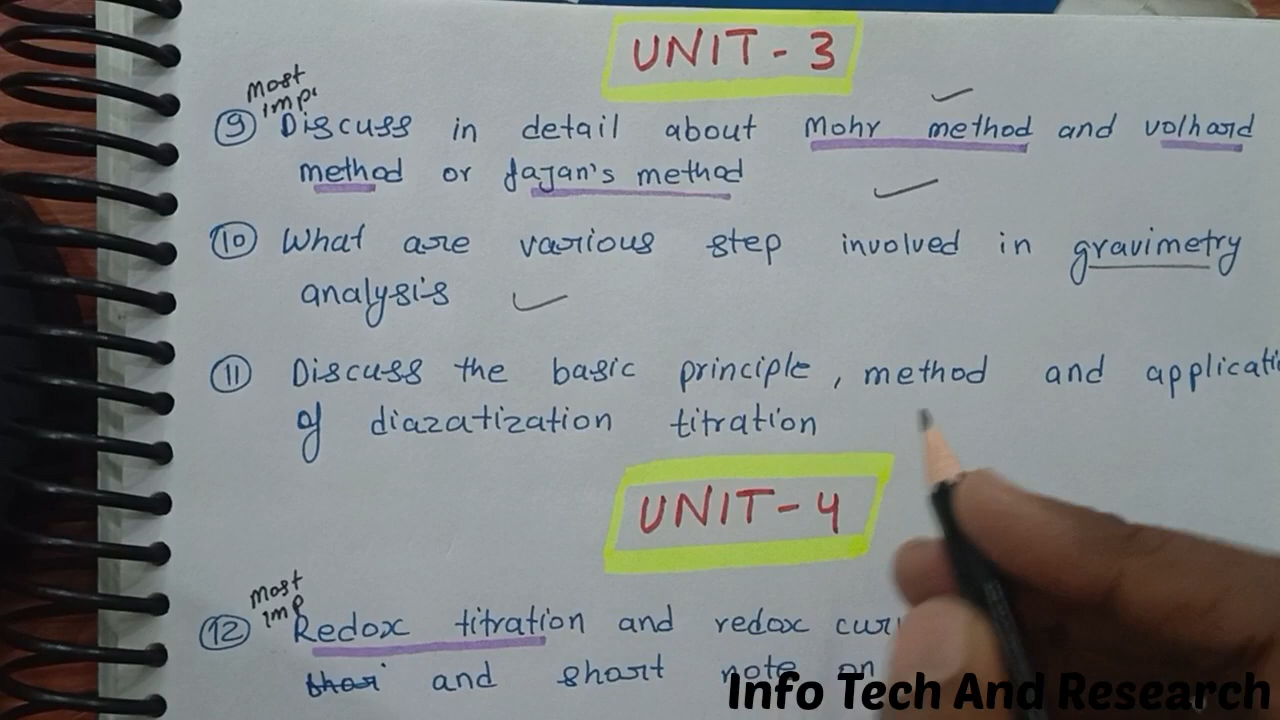 UNIT - 3
most
imp.
⑨ Discuss in detail about Mohr method and volhard
method or fajan's method
⑩ What are various step involved in gravimetry
analysis
⑪ Discuss the basic principle, method and applicati
of diazatization titration
UNIT - 4
most
imp
⑫ Redox titration and redox cur
and short note on
Info Tech And Research